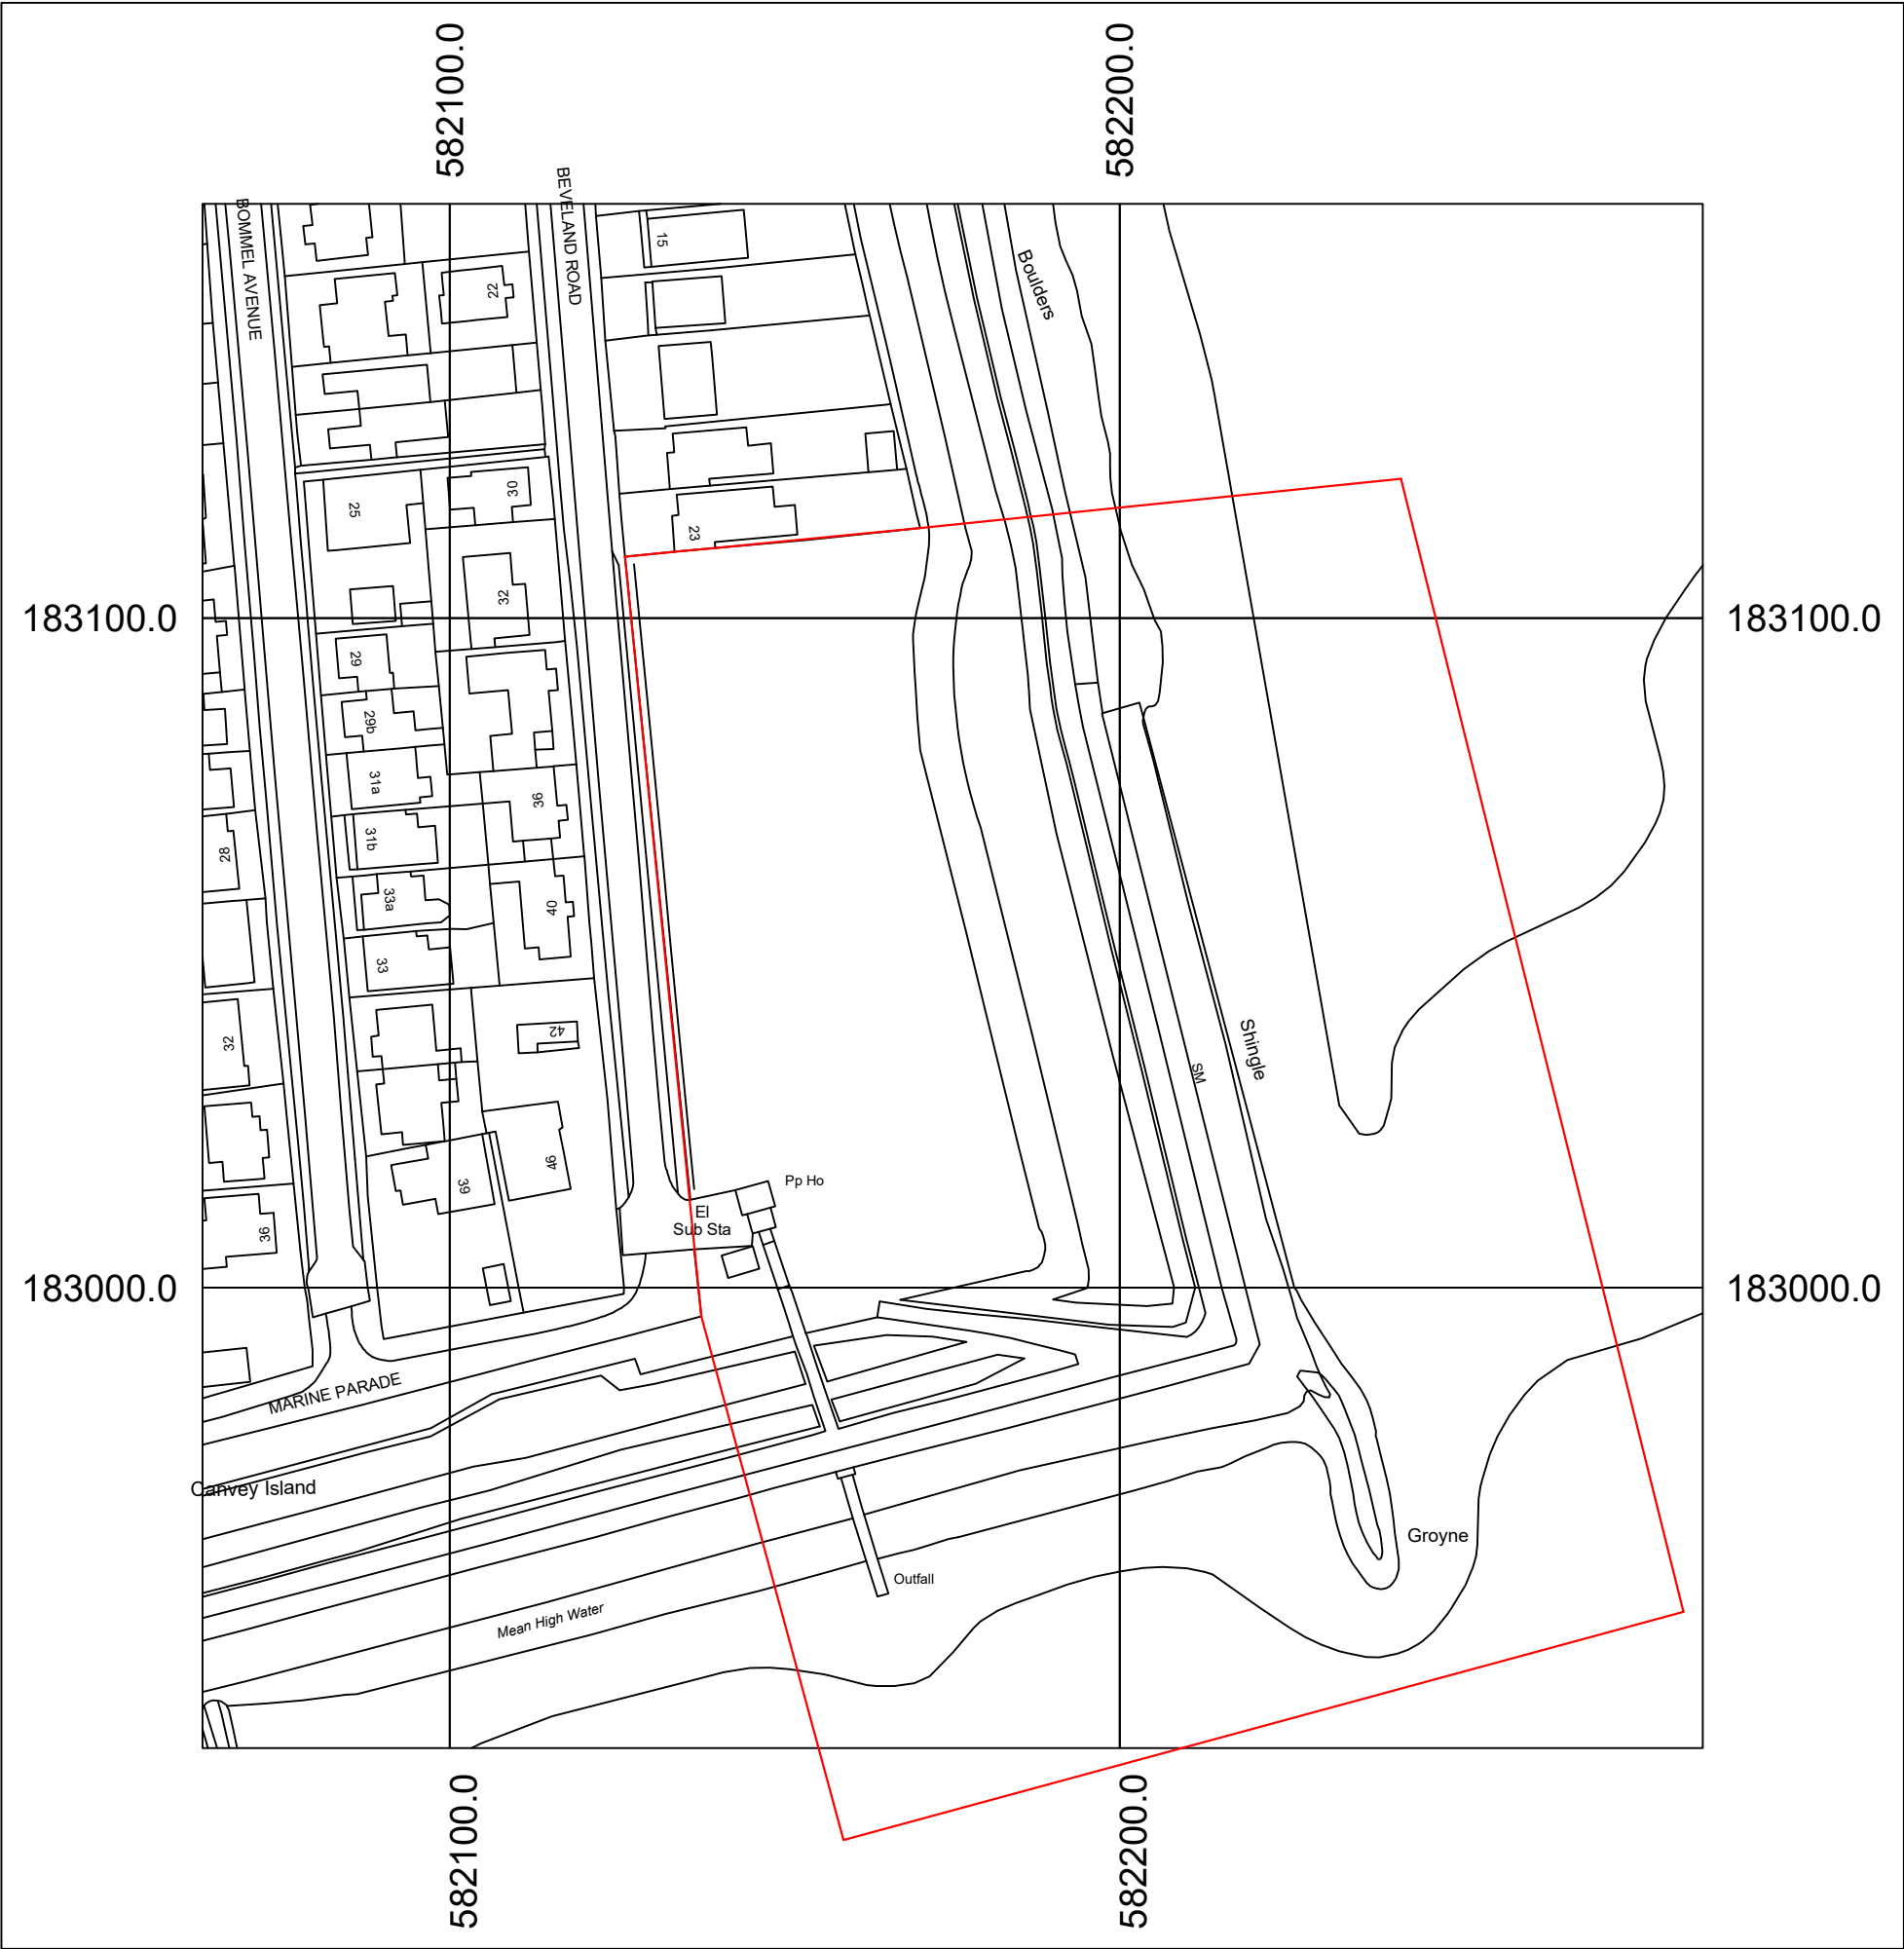 582100.0
582200.0
BOMMEL AVENUE
BEVELAND ROAD
15
Boulders
22
25
30
23
32
183100.0
183100.0
29
29b
31a
36
31b
28
33a
40
33
42
32
Shingle
SM
46
39
Pp Ho
El
Sub Sta
36
183000.0
183000.0
MARINE PARADE
Canvey Island
Groyne
Outfall
Mean High Water
582100.0
582200.0